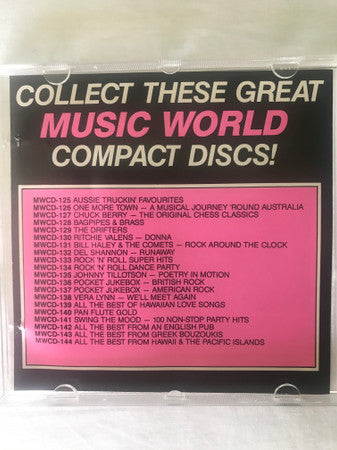 COLLECT THESE GREAT
MUSIC WORLD
COMPACT DISCS!
MWCD-125 AUSSIE TRUCKIN' FAVOURITES
MWCD-126 ONE MORE TOWN – A MUSICAL JOURNEY 'ROUND AUSTRALIA
MWCD-127 CHUCK BERRY – THE ORIGINAL CHESS CLASSICS
MWCD-128 BAGPIPES & BRASS
MWCD-129 THE DRIFTERS
MWCD-130 RITCHIE VALENS – DONNA
MWCD-131 BILL HALEY & THE COMETS – ROCK AROUND THE CLOCK
MWCD-132 DEL SHANNON – RUNAWAY
MWCD-133 ROCK 'N' ROLL SUPER HITS
MWCD-134 ROCK 'N' ROLL DANCE PARTY
MWCD-135 JOHNNY TILLOTSON – POETRY IN MOTION
MWCD-136 POCKET JUKEBOX – BRITISH ROCK
MWCD-137 POCKET JUKEBOX – AMERICAN ROCK
MWCD-138 VERA LYNN – WE'LL MEET AGAIN
MWCD-139 ALL THE BEST OF HAWAIIAN LOVE SONGS
MWCD-140 PAN FLUTE GOLD
MWCD-141 SWING THE MOOD – 100 NON-STOP PARTY HITS
MWCD-142 ALL THE BEST FROM AN ENGLISH PUB
MWCD-143 ALL THE BEST FROM GREEK BOUZOUKIS
MWCD-144 ALL THE BEST FROM HAWAII & THE PACIFIC ISLANDS